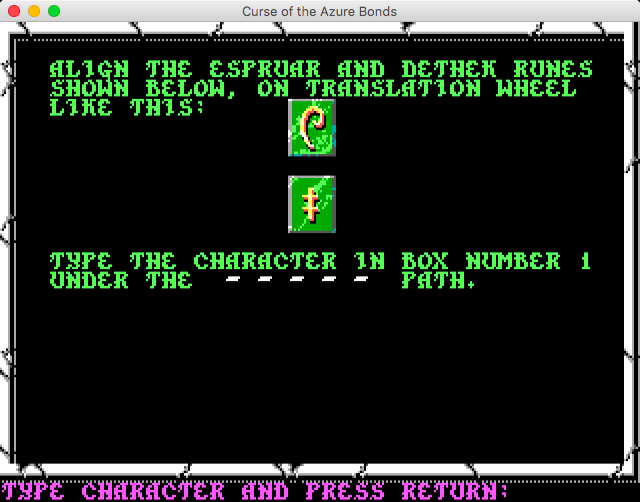 Curse of the Azure Bonds
ALIGN THE ESPRUAR AND DETHEK RUNES
SHOWN BELOW, ON TRANSLATION WHEEL
LIKE THIS:
TYPE THE CHARACTER IN BOX NUMBER 1
UNDER THE - - - - - PATH.
TYPE CHARACTER AND PRESS RETURN: